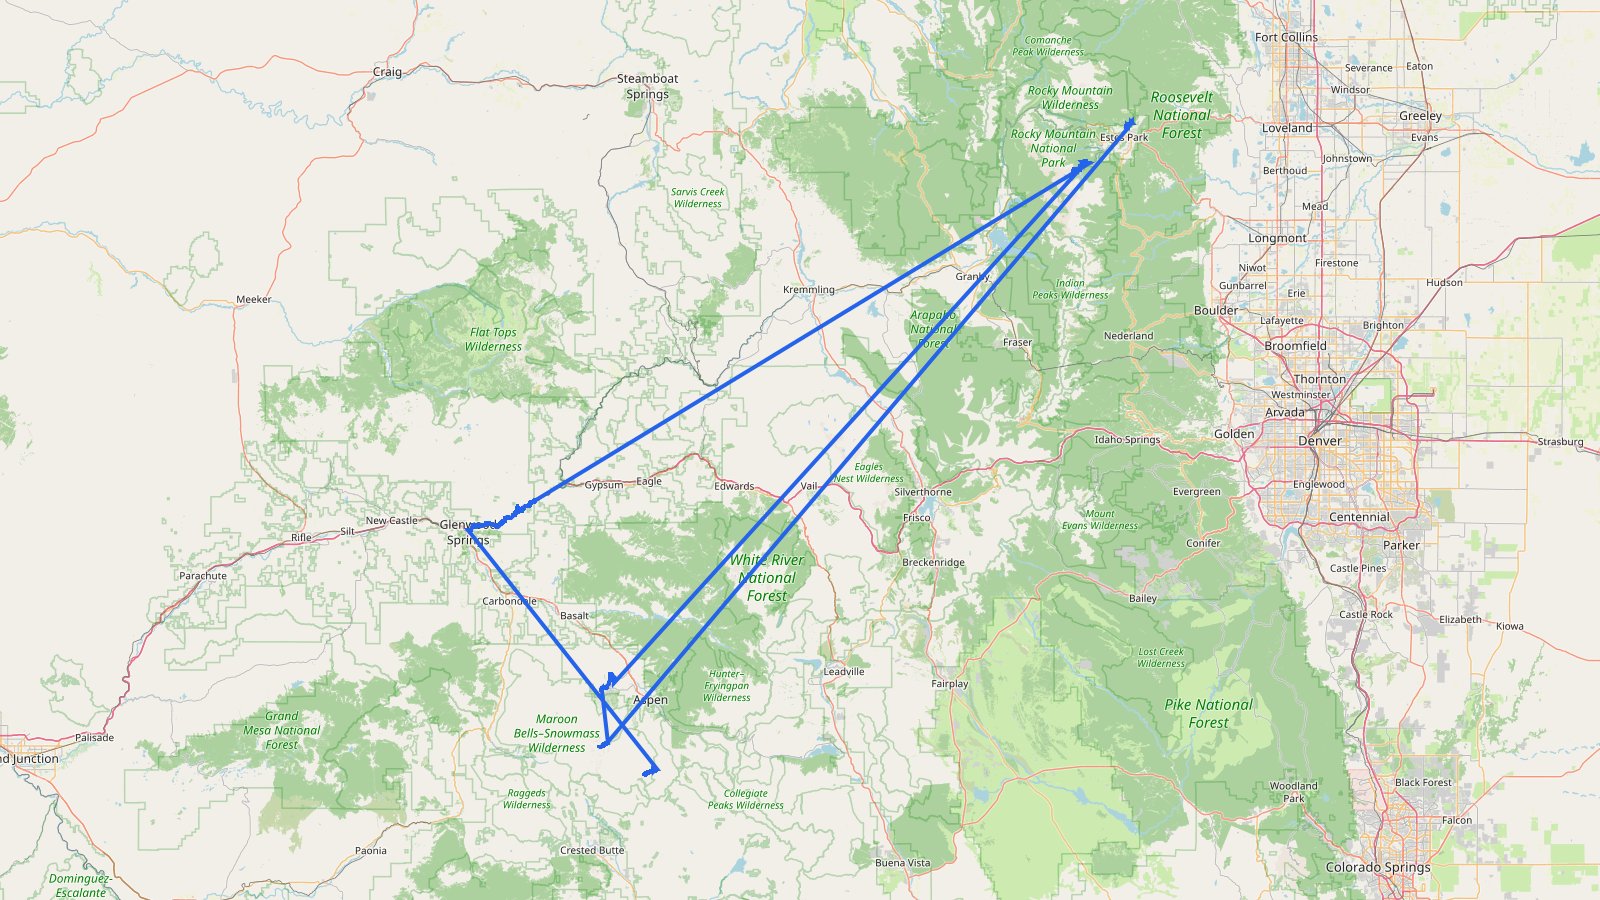 Fort Collins
Comanche
Peak Wilderness
Craig
Steamboat
Springs
Severance
Eaton
Windsor
Rocky Mountain
Wilderness
Roosevelt
National
Forest
Greeley
Loveland
Evans
Rocky Mountain
National
Park
Estes Park
Johnstown
Berthoud
Sarvis Creek
Wilderness
Mead
Longmont
Niwot
Firestone
Granby
Gunbarrel
Hudson
Kremmling
Indian
Peaks Wilderness
Erie
Meeker
Boulder
Arapaho
National
Forest
Lafayette
Brighton
Flat Tops
Wilderness
Fraser
Nederland
Broomfield
Thornton
Westminster
Arvada
Golden
Idaho Springs
Denver
Strasburg
Eagles
Nest Wilderness
Gypsum
Eagle
Edwards
Vail
Silverthorne
Evergreen
Englewood
Frisco
Mount
Evans Wilderness
Centennial
New Castle
Glenwood
Springs
Silt
Rifle
Conifer
Parker
White River
National
Forest
Breckenridge
Castle Pines
Parachute
Carbondale
Basalt
Bailey
Castle Rock
Elizabeth
Kiowa
Lost Creek
Wilderness
Hunter–
Fryingpan
Wilderness
Leadville
Fairplay
Aspen
Grand
Mesa National
Forest
Maroon
Bells–Snowmass
Wilderness
Pike National
Forest
Palisade
nd Junction
Raggeds
Wilderness
Collegiate
Peaks Wilderness
Woodland
Park
Black Forest
Falcon
Paonia
Crested Butte
Buena Vista
Colorado Springs
Dominguez-
Escalante